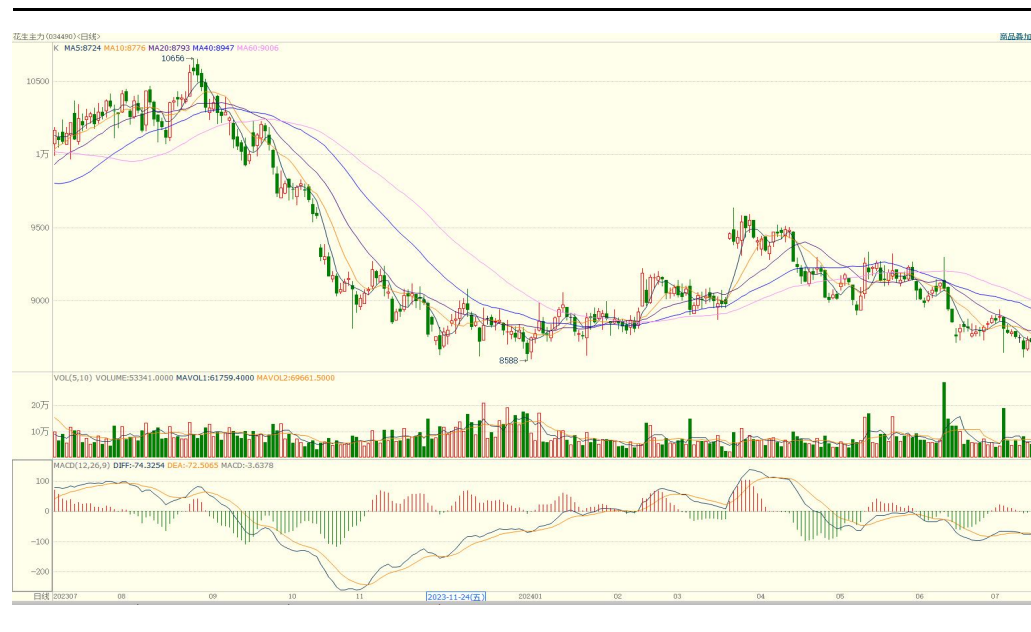 花生主力(034490)<日线>
商品叠加
K MA5:8724 MA10:8776 MA20:8793 MA40:8947 MA60:9006
10656
10500
1万
9500
9000
8588
VOL(5,10) VOLUME:53341.0000 MAVOL1:61759.4000 MAVOL2:69661.5000
20万
10万
MACD(12,26,9) DIFF:-74.3254 DEA:-72.5065 MACD:-3.6378
100
0
-100
-200
日线 202307 08 09 10 11 2023-11-24(五) 202401 02 03 04 05 06 07